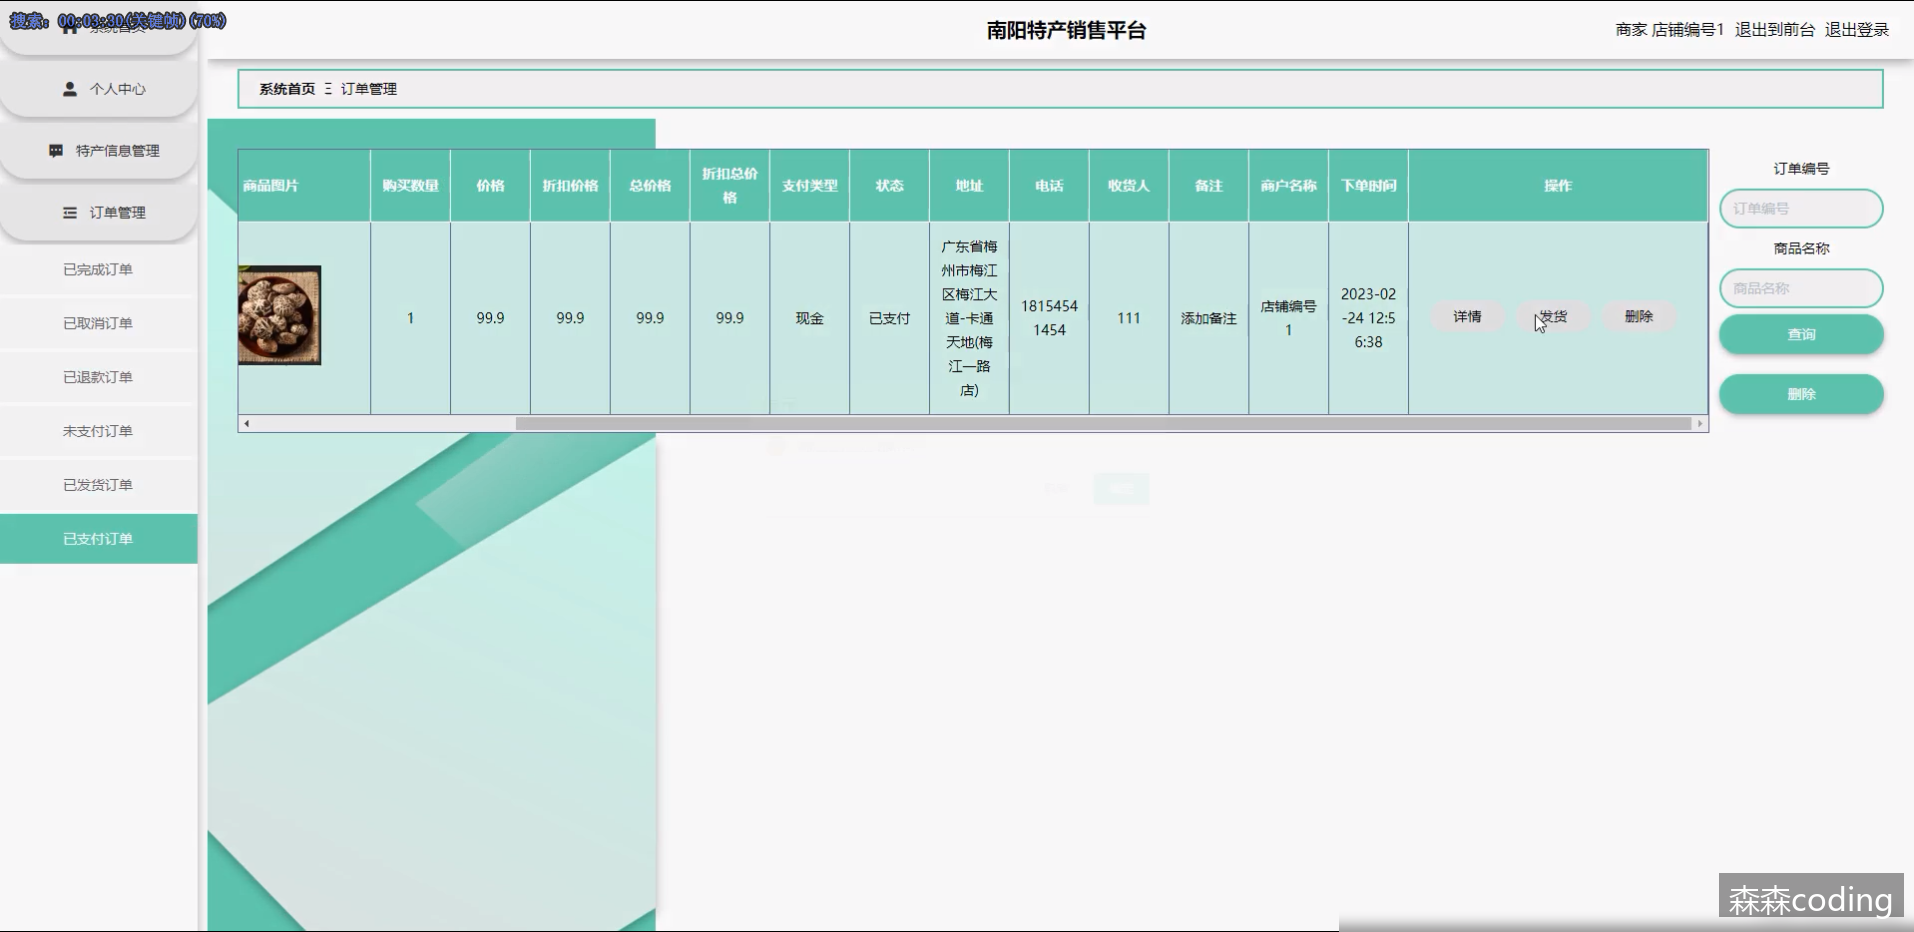 搜索: 00:03:30(关键帧)(70%)
南阳特产销售平台
商家 店铺编号1 退出到前台 退出登录
系统首页
个人中心
特产信息管理
订单管理
已完成订单
已取消订单
已退款订单
未支付订单
已发货订单
已支付订单
系统首页 Ξ 订单管理
商品图片 购买数量 价格 折扣价格 总价格 折扣总价格 支付类型 状态 地址 电话 收货人 备注 商户名称 下单时间 操作
1 99.9 99.9 99.9 99.9 现金 已支付
广东省梅
州市梅江
区梅江大
道-卡通
天地(梅
江一路
店)
1815454
1454
111
添加备注
店铺编号
1
2023-02
-24 12:5
6:38
详情 发货 删除
订单编号
订单编号
商品名称
商品名称
查询
删除
森森coding